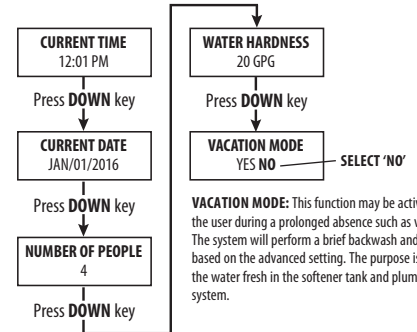 CURRENT TIME
12:01 PM
Press DOWN key
CURRENT DATE
JAN/01/2016
Press DOWN key
NUMBER OF PEOPLE
4
Press DOWN key
WATER HARDNESS
20 GPG
Press DOWN key
VACATION MODE
YES NO
SELECT ‘NO’
VACATION MODE: This function may be
the user during a prolonged absence such as
The system will perform a brief backwash and
based on the advanced setting. The purpose
the water fresh in the softener tank and
system.